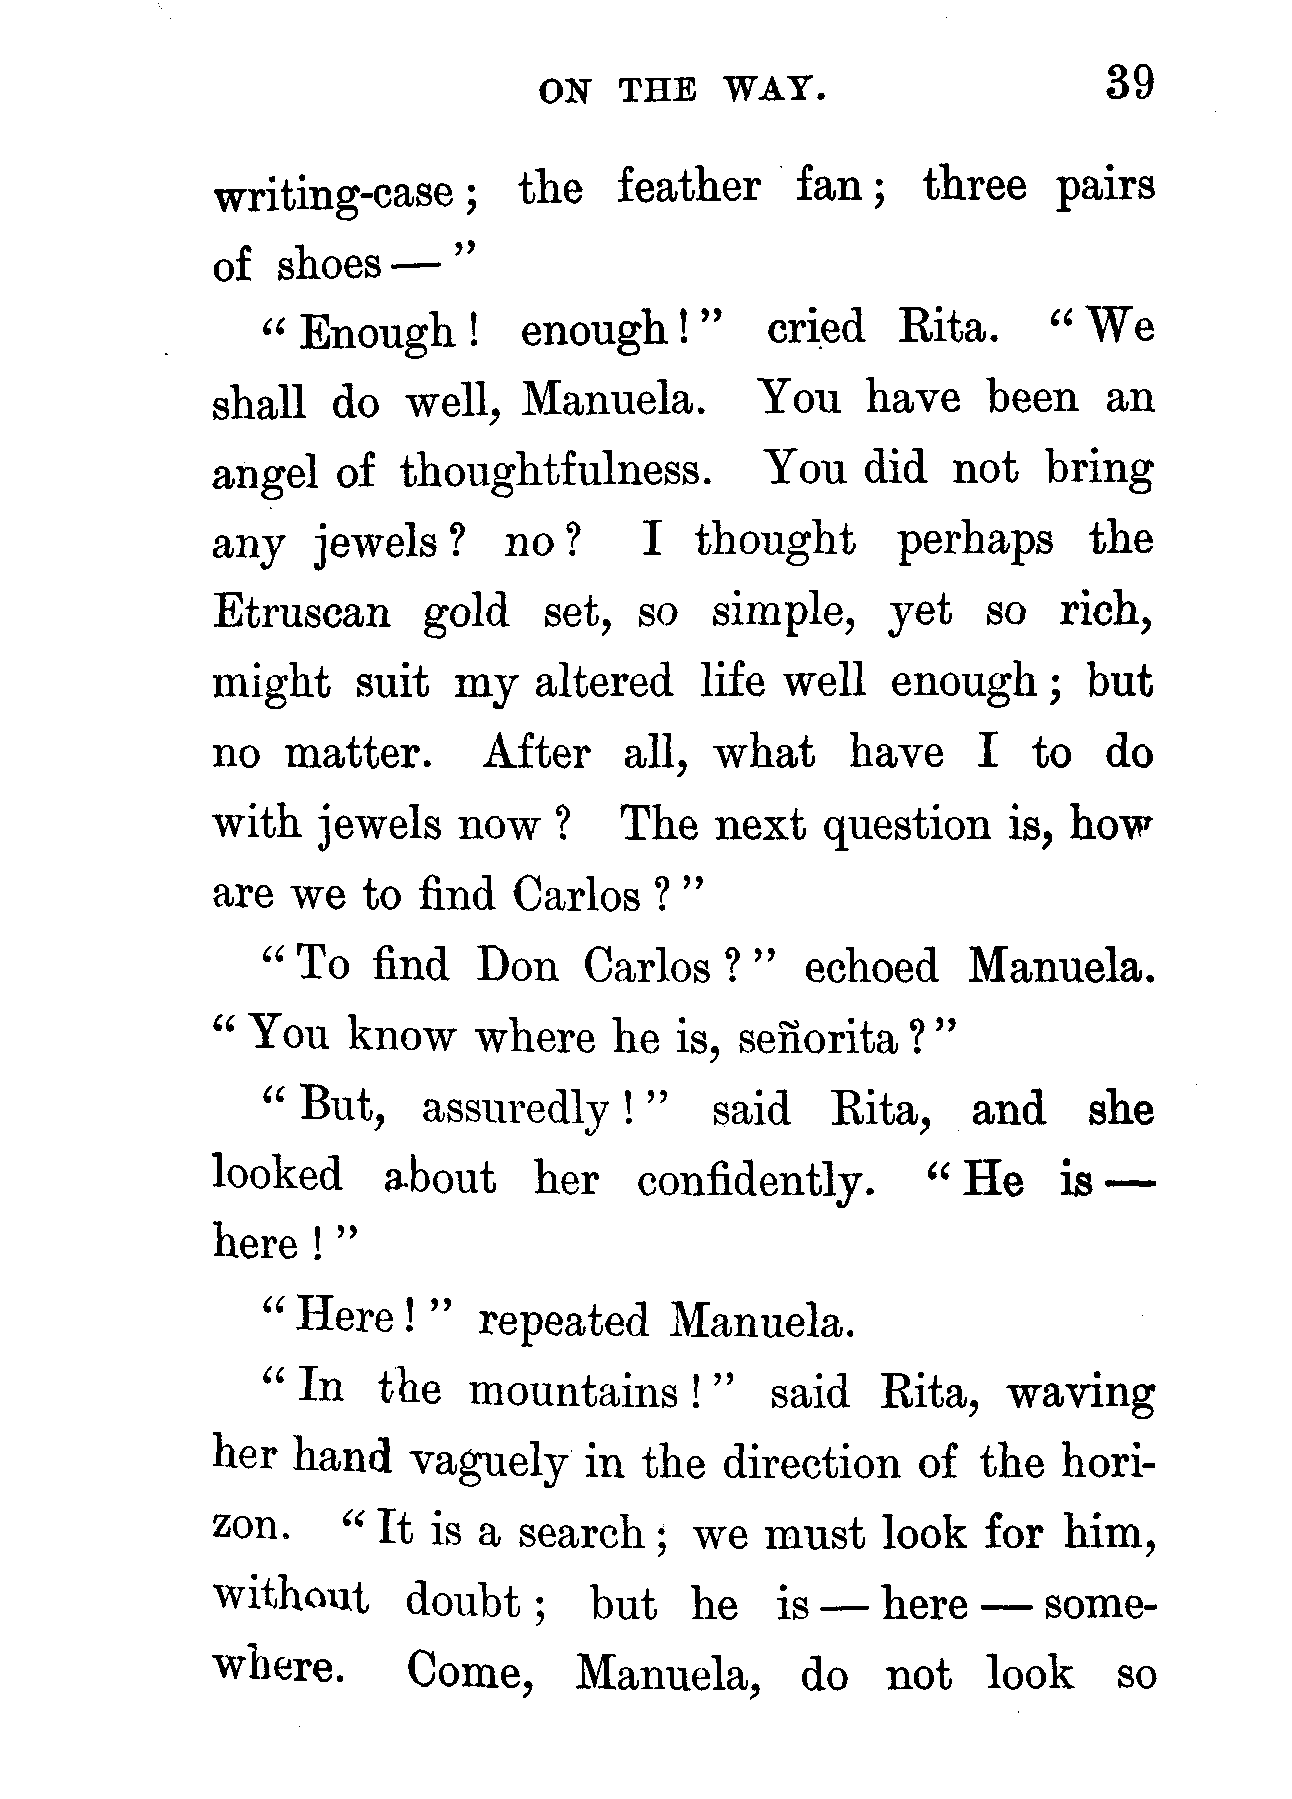 ON THE WAY. 39
writing-case; the feather fan; three pairs
of shoes—"
"Enough! enough!" cried Rita. "We
shall do well, Manuela. You have been an
angel of thoughtfulness. You did not bring
any jewels? no? I thought perhaps the
Etruscan gold set, so simple, yet so rich,
might suit my altered life well enough; but
no matter. After all, what have I to do
with jewels now? The next question is, how
are we to find Carlos?"
"To find Don Carlos?" echoed Manuela.
"You know where he is, señorita?"
"But, assuredly!" said Rita, and she
looked about her confidently. "He is—
here!"
"Here!" repeated Manuela.
"In the mountains!" said Rita, waving
her hand vaguely in the direction of the hori-
zon. "It is a search; we must look for him,
without doubt; but he is—here—some-
where. Come, Manuela, do not look so